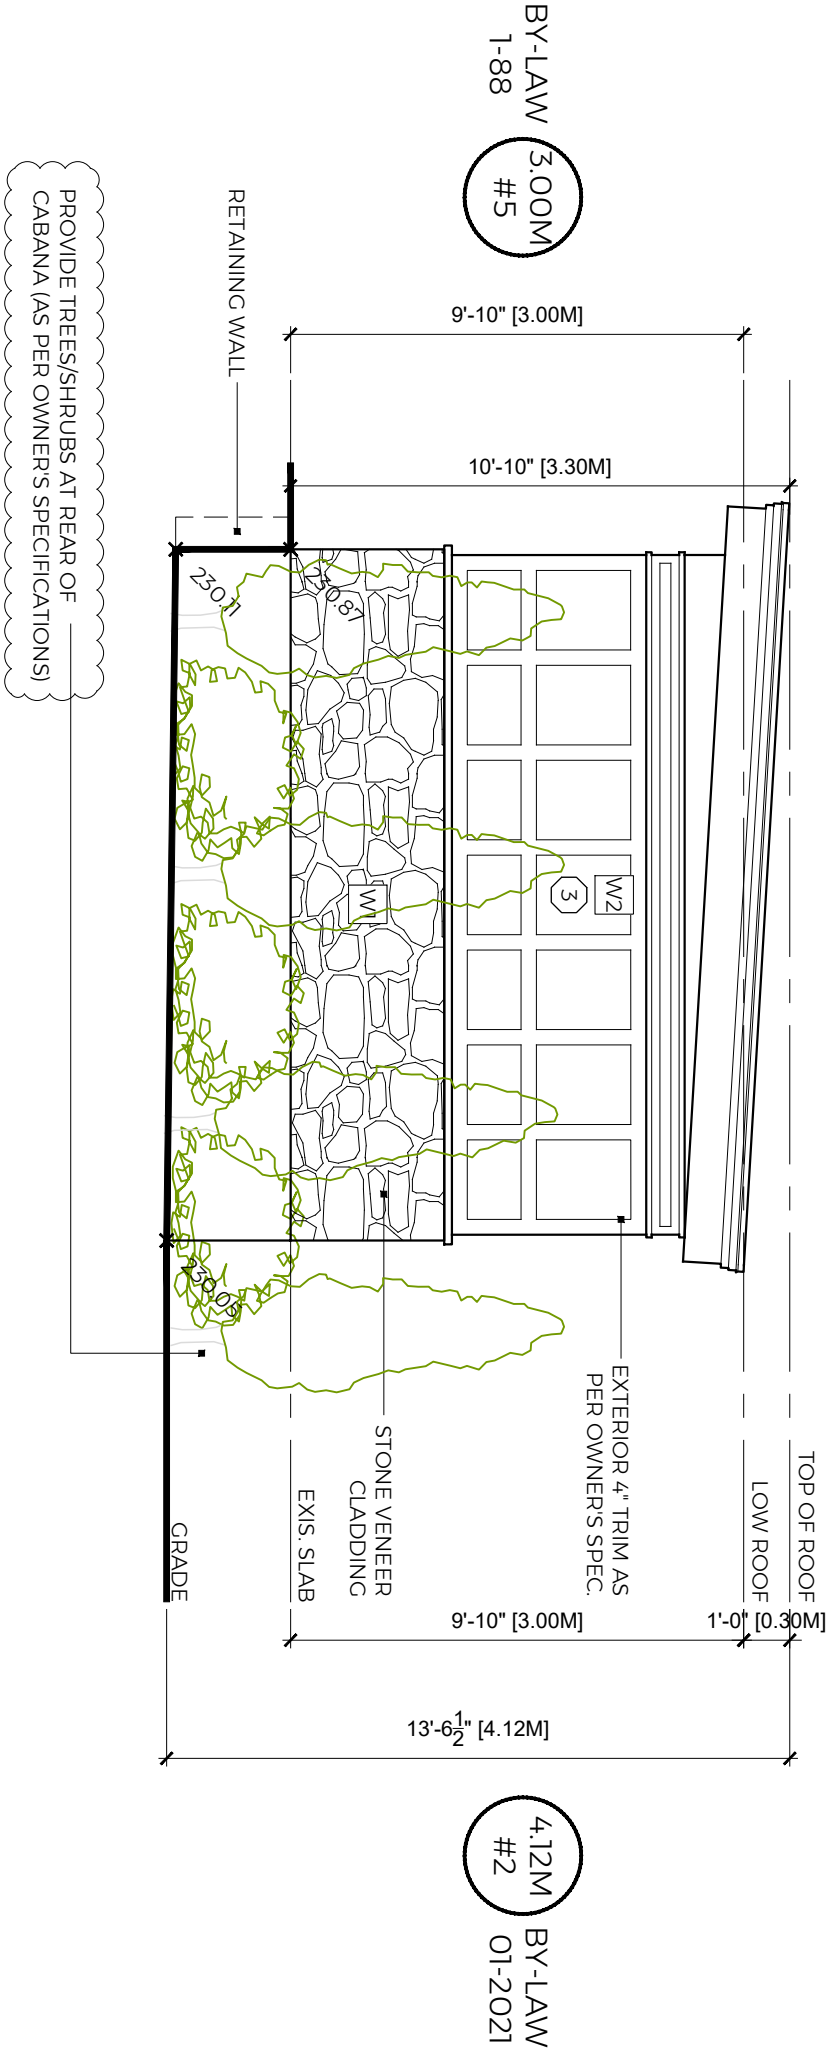 BY-LAW
1-88
3.00M
#5
9'-10" [3.00M]
10'-10" [3.30M]
RETAINING WALL
PROVIDE TREES/SHRUBS AT REAR OF
CABANA (AS PER OWNER'S SPECIFICATIONS)
230.11
230.87
W1
W2
3
230.05
TOP OF ROOF
LOW ROOF
EXTERIOR 4" TRIM AS
PER OWNER'S SPEC.
STONE VENEER
CLADDING
EXIS. SLAB
GRADE
9'-10" [3.00M]
1'-0" [0.30M]
13'-6 1/2" [4.12M]
4.12M
#2
BY-LAW
01-2021